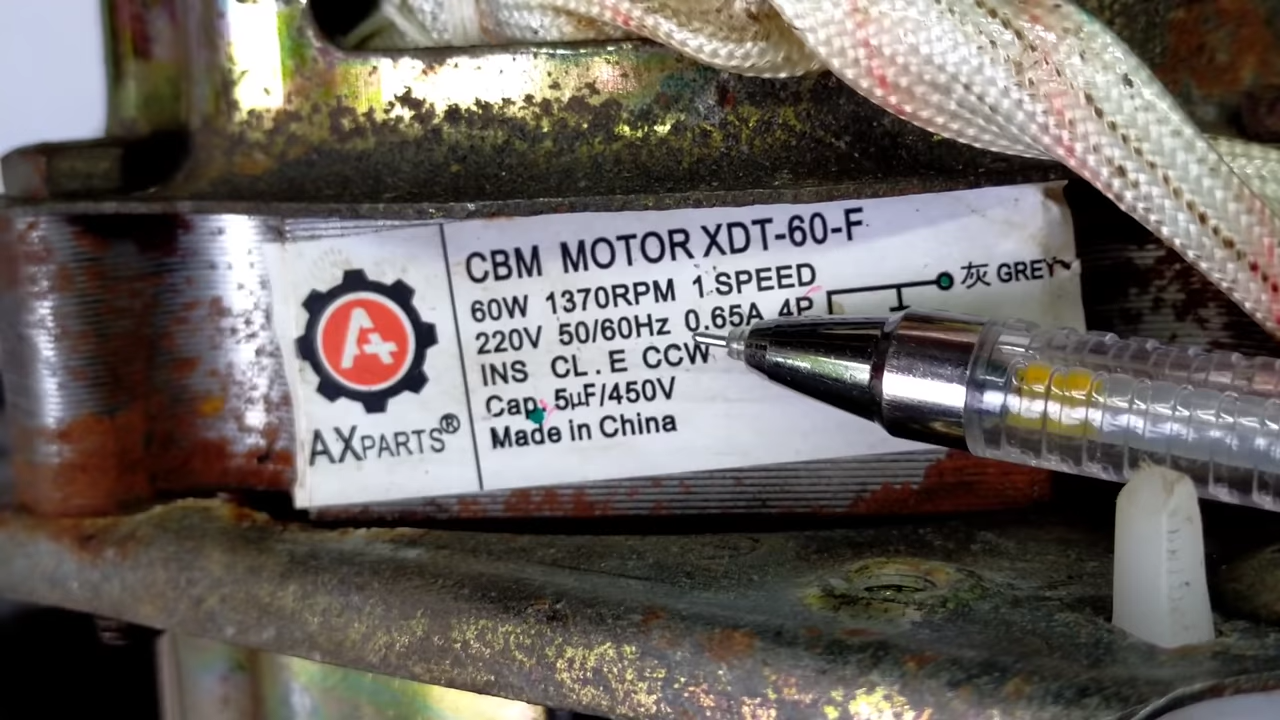 CBM MOTOR XDT-60-F
60W 1370RPM 1 SPEED
220V 50/60Hz 0.65A 4P
INS CL. E CCW
Cap. 5μF/450V
Made in China
A+
AXPARTS®
灰 GREY